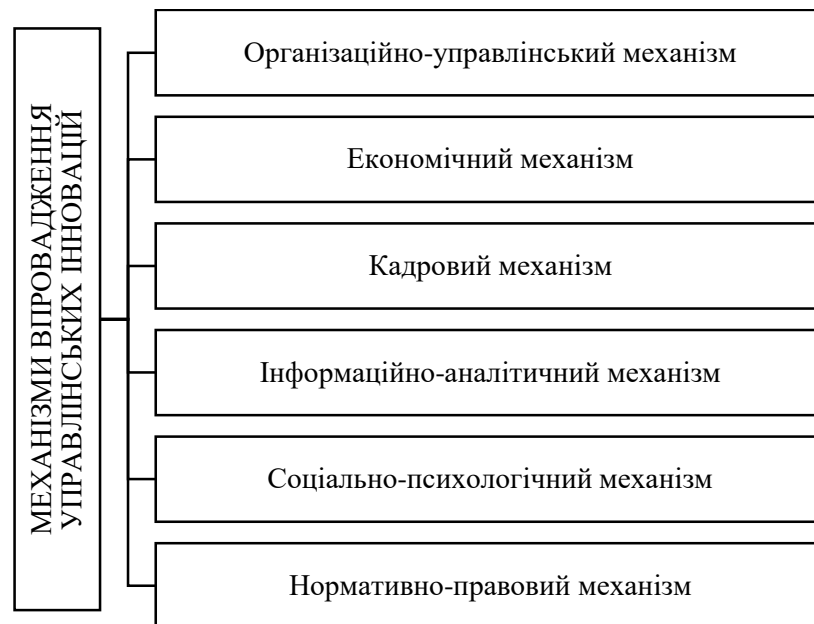 МЕХАНІЗМИ ВПРОВАДЖЕННЯ
УПРАВЛІНСЬКИХ ІННОВАЦІЙ
Організаційно-управлінський механізм
Економічний механізм
Кадровий механізм
Інформаційно-аналітичний механізм
Соціально-психологічний механізм
Нормативно-правовий механізм